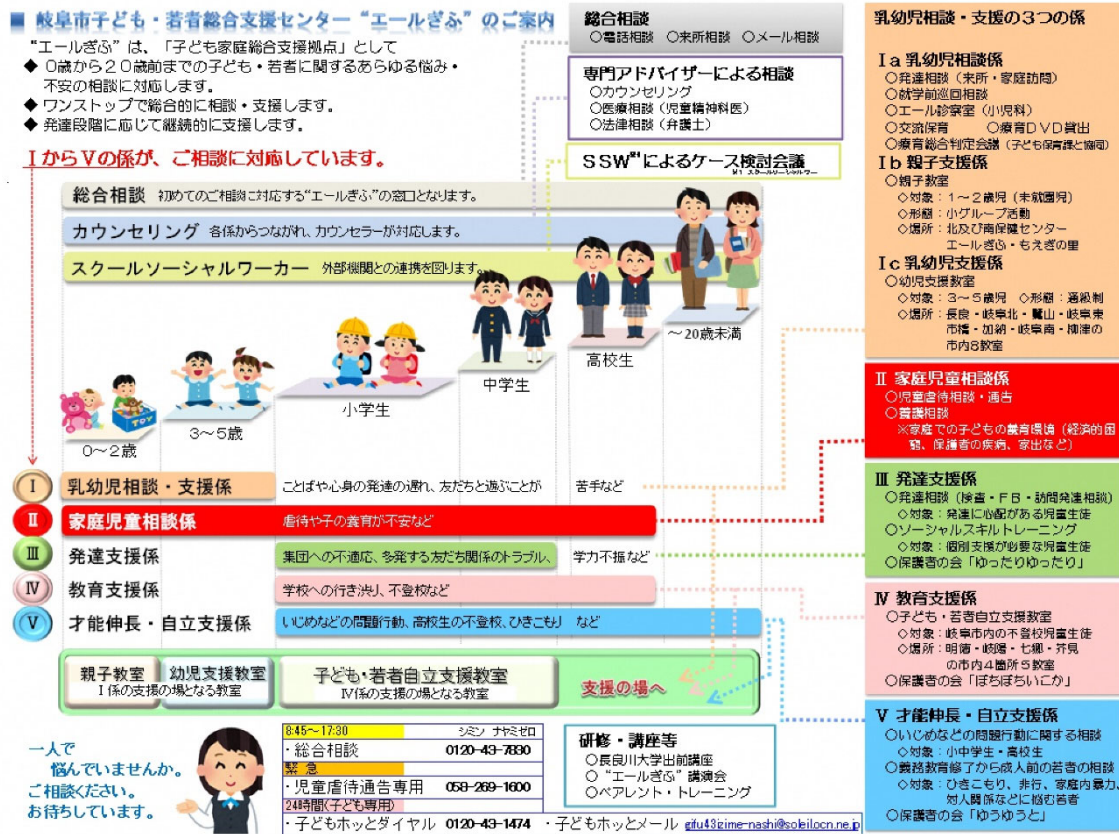 ■ 岐阜市子ども・若者総合支援センター“エールぎふ”のご案内
“エールぎふ”は、「子ども家庭総合支援拠点」として
◆ 0歳から20歳前までの子ども・若者に関するあらゆる悩み・
不安の相談に対応します。
◆ ワンストップで総合的に相談・支援します。
◆ 発達段階に応じて継続的に支援します。
ⅠからⅤの係が、ご相談に対応しています。
総合相談
○電話相談 ○来所相談 ○メール相談
専門アドバイザーによる相談
○カウンセリング
○医療相談(児童精神科医)
○法律相談(弁護士)
SSW※1によるケース検討会議
※1 スクールソーシャルワーカー
総合相談 初めてのご相談に対応する“エールぎふ”の窓口となります。
カウンセリング 各係からつながれ、カウンセラーが対応します。
スクールソーシャルワーカー 外部機関との連携を図ります。
0~2歳
3~5歳
小学生
中学生
高校生
~20歳未満
Ⅰ 乳幼児相談・支援係 ことばや心身の発達の遅れ、友だちと遊ぶことが 苦手など
Ⅱ 家庭児童相談係 虐待や子の養育が不安など
Ⅲ 発達支援係 集団への不適応、多発する友だち関係のトラブル、 学力不振など
Ⅳ 教育支援係 学校への行き渋り、不登校など
Ⅴ 才能伸長・自立支援係 いじめなどの問題行動、高校生の不登校、ひきこもり など
親子教室 幼児支援教室
Ⅰ係の支援の場となる教室
子ども・若者自立支援教室
Ⅳ係の支援の場となる教室
支援の場へ
一人で
悩んでいませんか。
ご相談ください。
お待ちしています。
8:45~17:30 シミン ナヤミゼロ
・総合相談 0120-43-7830
緊 急
・児童虐待通告専用 058-269-1600
24時間(子ども専用)
・子どもホッとダイヤル 0120-43-1474 ・子どもホッとメール gifu43izime-nashi@soleil.ocn.ne.jp
研修・講座等
○長良川大学出前講座
○“エールぎふ”講演会
○ペアレント・トレーニング
乳幼児相談・支援の3つの係
Ⅰa 乳幼児相談係
○発達相談(来所・家庭訪問)
○就学前巡回相談
○エール診察室(小児科)
○交流保育 ○療育DVD貸出
○療育総合判定会議(子ども保育課と協同)
Ⅰb 親子支援係
○親子教室
◇対象:1~2歳児(未就園児)
◇形態:小グループ活動
◇場所:北及び南保健センター
エールぎふ・もえぎの里
Ⅰc 乳幼児支援係
○幼児支援教室
◇対象:3~5歳児 ◇形態:通級制
◇場所:長良・岐阜北・鷺山・岐阜東
市橋・加納・岐阜南・柳津の
市内8教室
Ⅱ 家庭児童相談係
○児童虐待相談・通告
○養護相談
※家庭での子どもの養育環境(経済的困
窮、保護者の疾病、家出など)
Ⅲ 発達支援係
○発達相談(検査・FB・訪問発達相談)
◇対象:発達に心配がある児童生徒
○ソーシャルスキルトレーニング
◇対象:個別支援が必要な児童生徒
○保護者の会「ゆったりゆったり」
Ⅳ 教育支援係
○子ども・若者自立支援教室
◇対象:岐阜市内の不登校児童生徒
◇場所:明徳・岐陽・七郷・芥見
の市内4箇所5教室
○保護者の会「ぼちぼちいこか」
Ⅴ 才能伸長・自立支援係
○いじめなどの問題行動に関する相談
◇対象:小中学生・高校生
○義務教育修了から成人前の若者の相談
◇対象:ひきこもり、非行、家庭内暴力、
対人関係などに悩む若者
○保護者の会「ゆうゆうと」